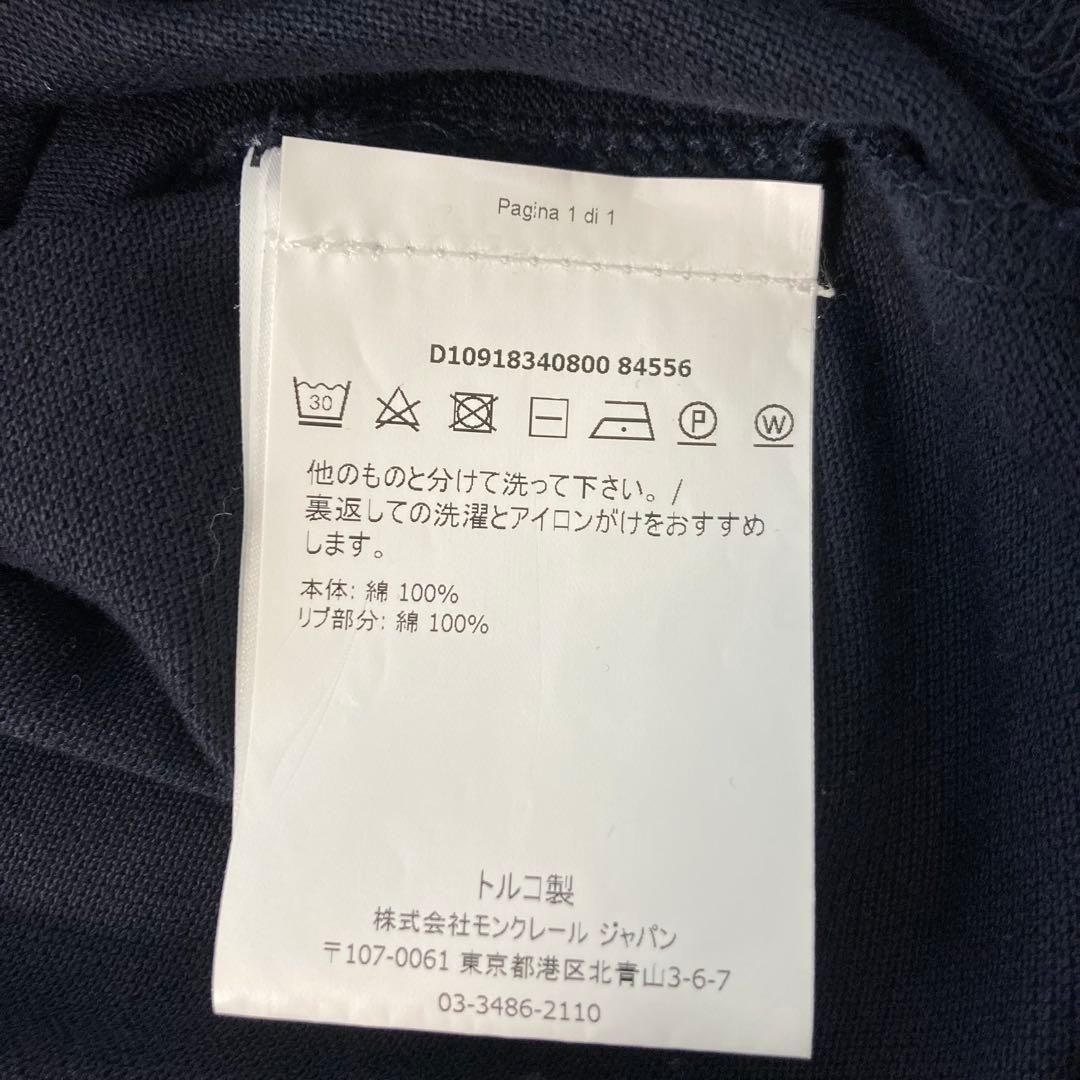 Pagina 1 di 1
D10918340800 84556
30
P
W
他のものと分けて洗って下さい。/
裏返しての洗濯とアイロンがけをおすすめ
します。
本体: 綿 100%
リブ部分: 綿 100%
トルコ製
株式会社モンクレール ジャパン
〒107-0061 東京都港区北青山3-6-7
03-3486-2110